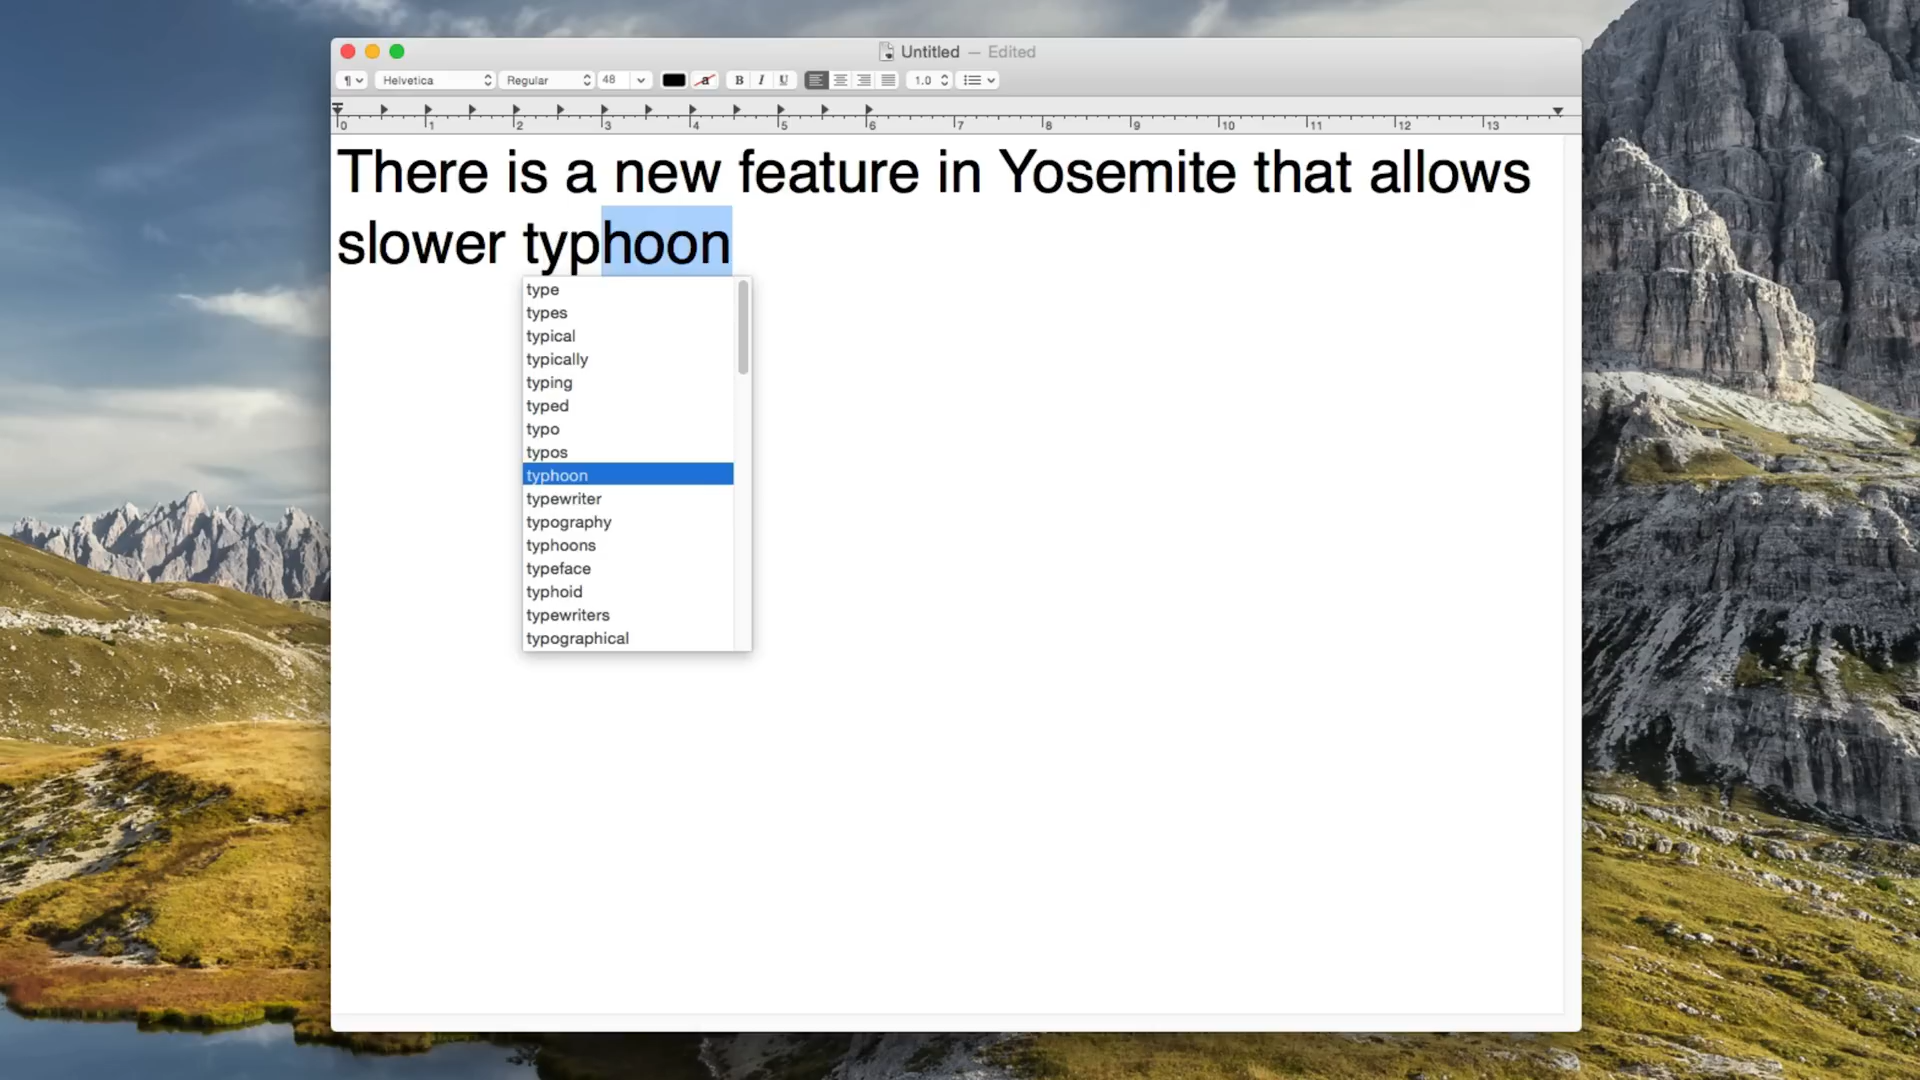 Untitled — Edited
¶ Helvetica Regular 48 a B I U 1.0
0 1 2 3 4 5 6 7 8 9 10 11 12 13
There is a new feature in Yosemite that allows
slower typhoon
type
types
typical
typically
typing
typed
typo
typos
typhoon
typewriter
typography
typhoons
typeface
typhoid
typewriters
typographical